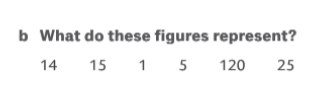 b What do these figures represent?
14 15 1 5 120 25